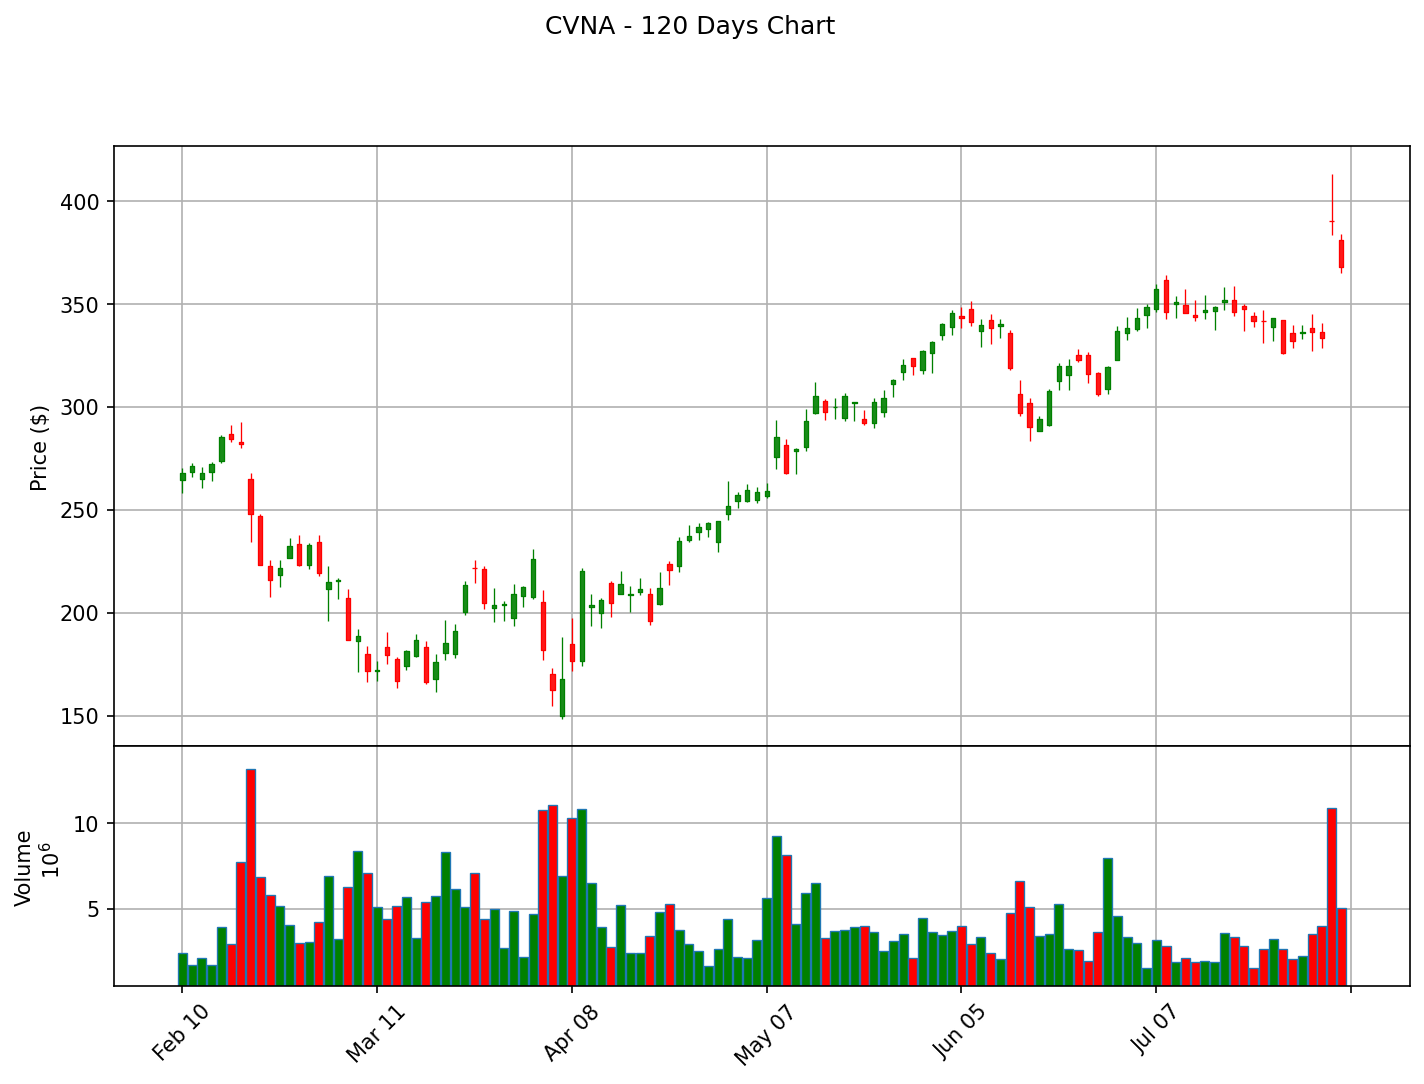 CVNA - 120 Days Chart
400
350
300
250
200
150
Price ($)
10
5
Volume
10^6
Feb 10
Mar 11
Apr 08
May 07
Jun 05
Jul 07